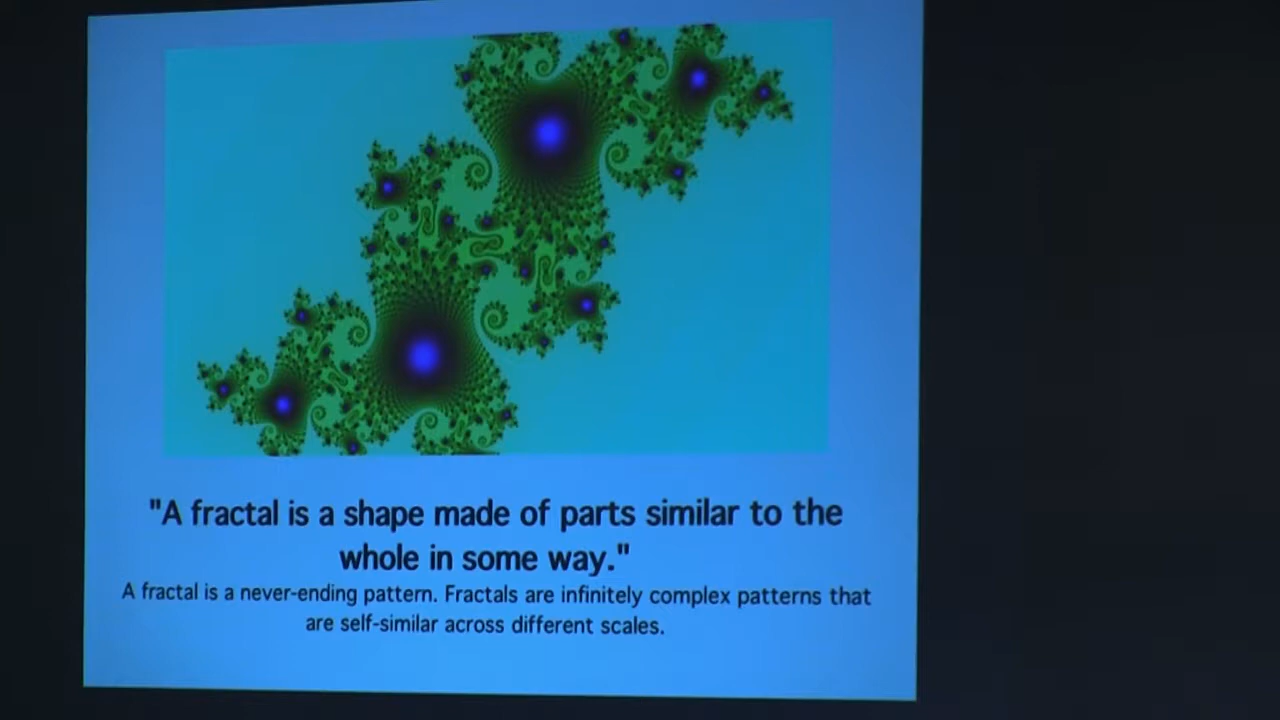 "A fractal is a shape made of parts similar to the
whole in some way."
A fractal is a never-ending pattern. Fractals are infinitely complex patterns that
are self-similar across different scales.